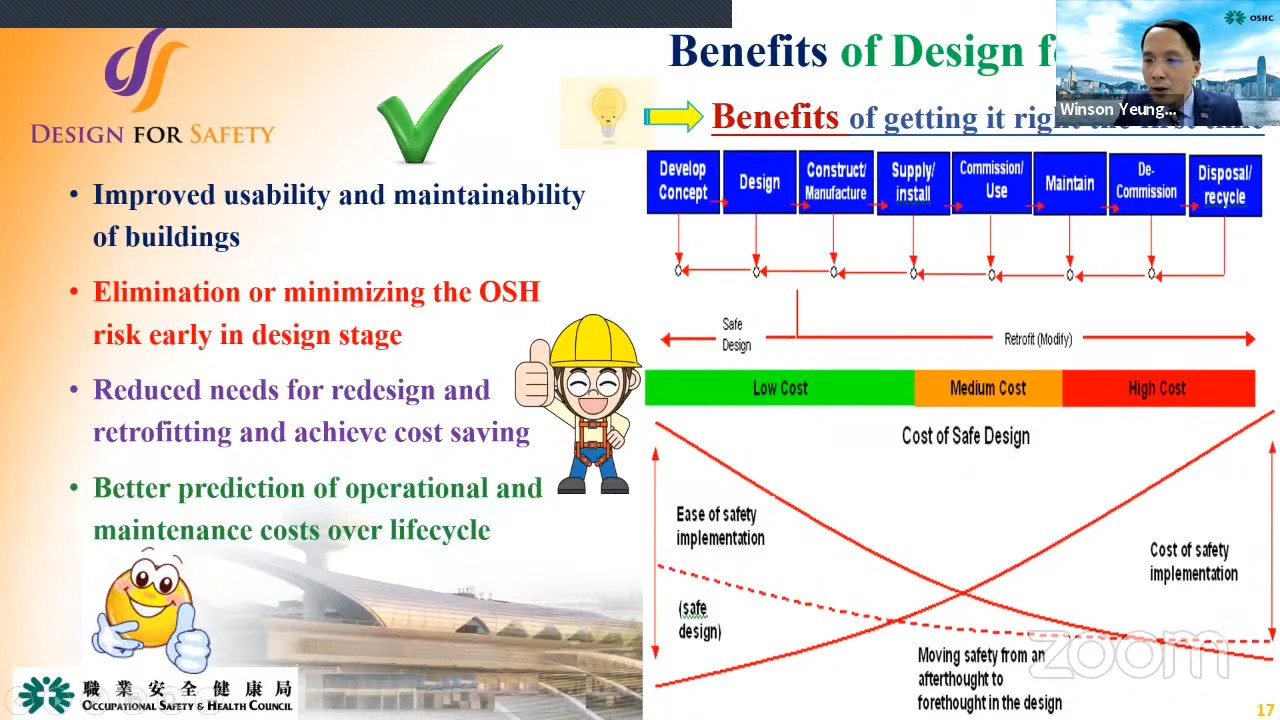 DESIGN FOR SAFETY
Benefits of Design
OSHC
Winson Yeung...
Benefits of getting it right the first time
• Improved usability and maintainability
of buildings
• Elimination or minimizing the OSH
risk early in design stage
• Reduced needs for redesign and
retrofitting and achieve cost saving
• Better prediction of operational and
maintenance costs over lifecycle
Develop
Concept
Design
Construct/
Manufacture
Supply/
install
Commission/
Use
Maintain
De-
Commission
Disposal/
recycle
Safe
Design
Retrofit (Modify)
Low Cost
Medium Cost
High Cost
Cost of Safe Design
Ease of safety
implementation
(safe
design)
Cost of safety
implementation
Moving safety from an
afterthought to
forethought in the design
zoom
職業安全健康局
OCCUPATIONAL SAFETY & HEALTH COUNCIL
17